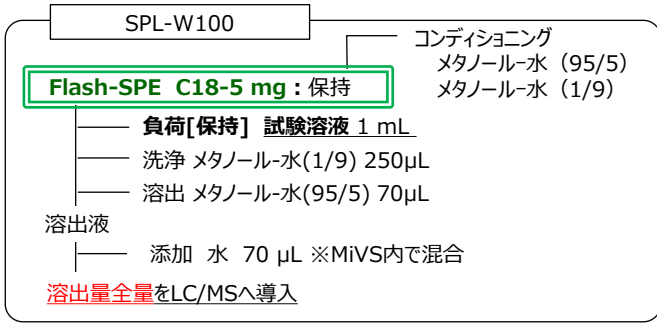 SPL-W100
コンディショニング
メタノール-水（95/5）
メタノール-水（1/9）
Flash-SPE C18-5 mg：保持
負荷[保持] 試験溶液 1 mL
洗浄 メタノール-水(1/9) 250μL
溶出 メタノール-水(95/5) 70μL
溶出液
添加 水 70 μL ※MiVS内で混合
溶出量全量をLC/MSへ導入